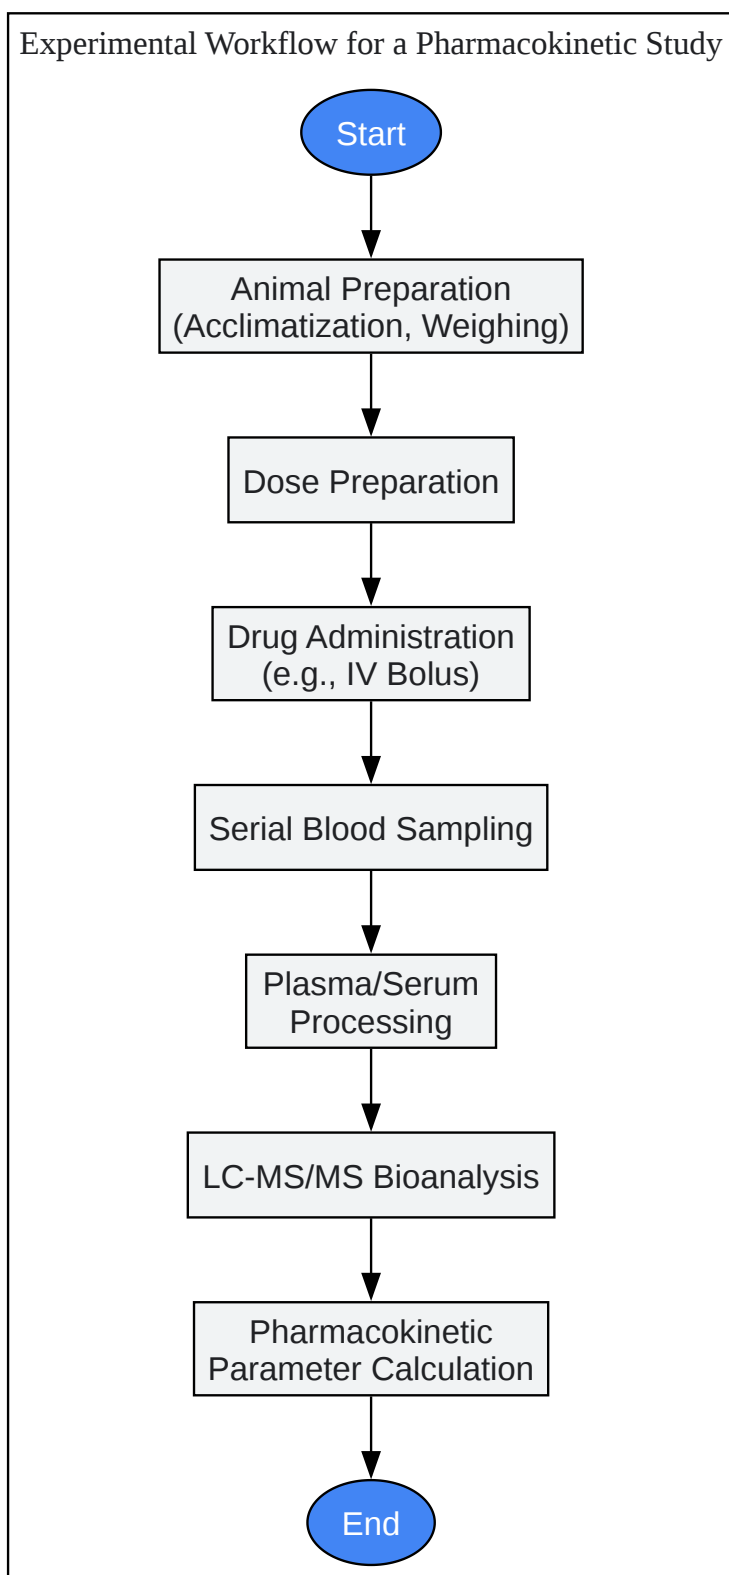 Experimental Workflow for a Pharmacokinetic Study
Start
Animal Preparation
(Acclimatization, Weighing)
Dose Preparation
Drug Administration
(e.g., IV Bolus)
Serial Blood Sampling
Plasma/Serum
Processing
LC-MS/MS Bioanalysis
Pharmacokinetic
Parameter Calculation
End